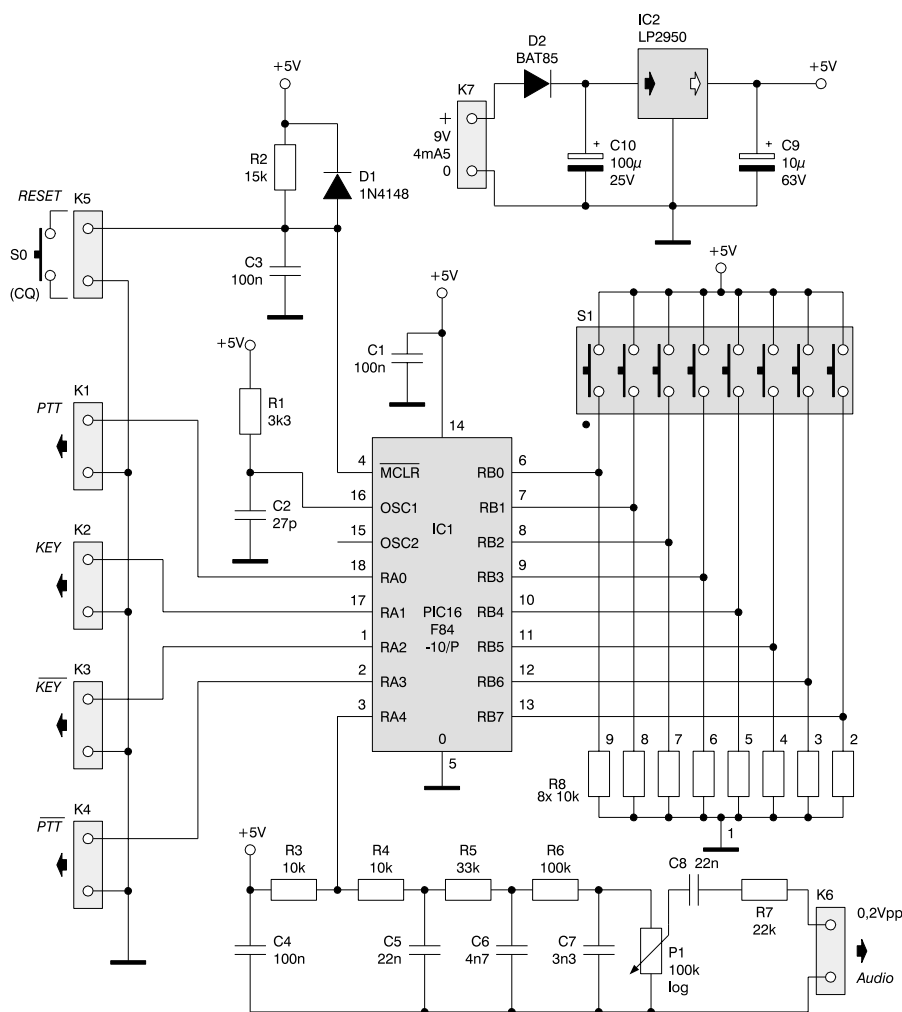 IC2
LP2950
D2
BAT85
+5V
+5V
K7
+
9V
4mA5
0
+
C10
100µ
25V
+
C9
10µ
63V
R2
15k
D1
1N4148
RESET
K5
S0
(CQ)
C3
100n
+5V
+5V
S1
+5V
C1
100n
K1
PTT
R1
3k3
14
4
MCLR
RB0
6
16
OSC1
RB1
7
C2
27p
IC1
K2
KEY
15
OSC2
RB2
8
18
RA0
RB3
9
17
RA1
PIC16
RB4
10
F84
1
RA2
-10/P
RB5
11
K3
KEY
2
RA3
RB6
12
3
RA4
RB7
13
0
5
9
8
7
6
5
4
3
2
R8
8x 10k
1
K4
PTT
+5V
R3
10k
R4
10k
R5
33k
R6
100k
C8
22n
R7
22k
K6
0,2Vpp
Audio
C4
100n
C5
22n
C6
4n7
C7
3n3
P1
100k
log